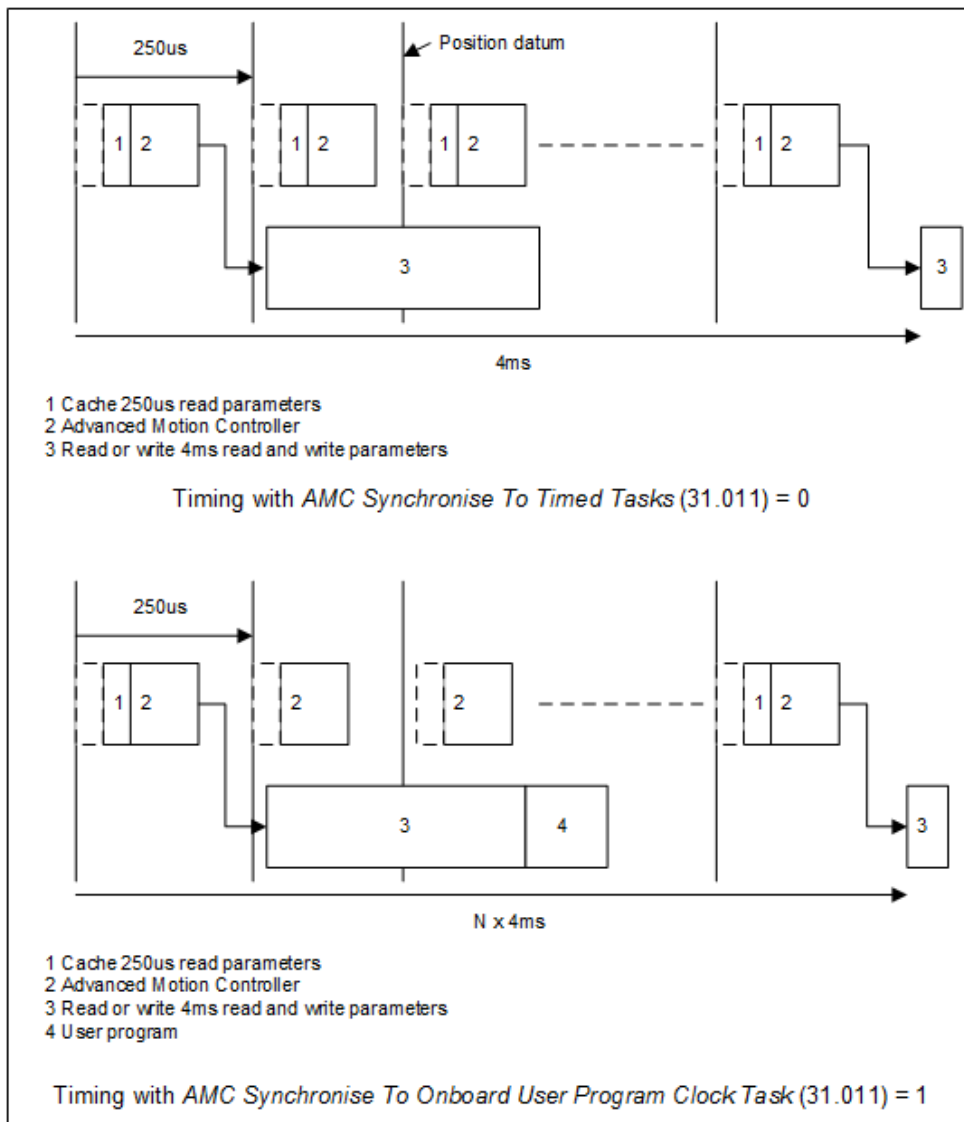 250us
Position datum
1 2
1 2
1 2
1 2
3
3
4ms
1 Cache 250us read parameters
2 Advanced Motion Controller
3 Read or write 4ms read and write parameters
Timing with AMC Synchronise To Timed Tasks (31.011) = 0
250us
1 2
2
2
1 2
3
4
3
N x 4ms
1 Cache 250us read parameters
2 Advanced Motion Controller
3 Read or write 4ms read and write parameters
4 User program
Timing with AMC Synchronise To Onboard User Program Clock Task (31.011) = 1